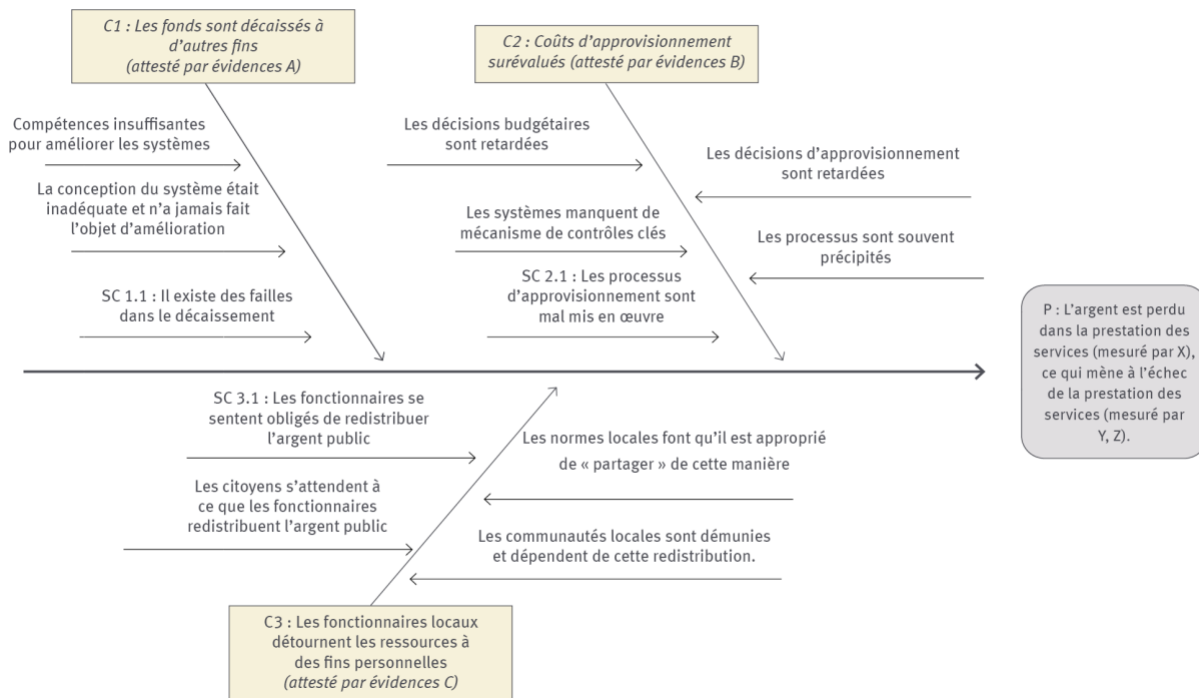 C1 : Les fonds sont décaissés à
d'autres fins
(attesté par évidences A)
C2 : Coûts d'approvisionnement
surévalués (attesté par évidences B)
Compétences insuffisantes
pour améliorer les systèmes
La conception du système était
inadéquate et n'a jamais fait
l'objet d'amélioration
SC 1.1 : Il existe des failles
dans le décaissement
Les décisions budgétaires
sont retardées
Les systèmes manquent de
mécanisme de contrôles clés
SC 2.1 : Les processus
d'approvisionnement sont
mal mis en œuvre
Les décisions d'approvisionnement
sont retardées
Les processus sont souvent
précipités
P : L'argent est perdu
dans la prestation des
services (mesuré par X),
ce qui mène à l'échec
de la prestation des
services (mesuré par
Y, Z).
SC 3.1 : Les fonctionnaires se
sentent obligés de redistribuer
l'argent public
Les citoyens s'attendent à
ce que les fonctionnaires
redistribuent l'argent public
Les normes locales font qu'il est approprié
de « partager » de cette manière
Les communautés locales sont démunies
et dépendent de cette redistribution.
C3 : Les fonctionnaires locaux
détournent les ressources à
des fins personnelles
(attesté par évidences C)